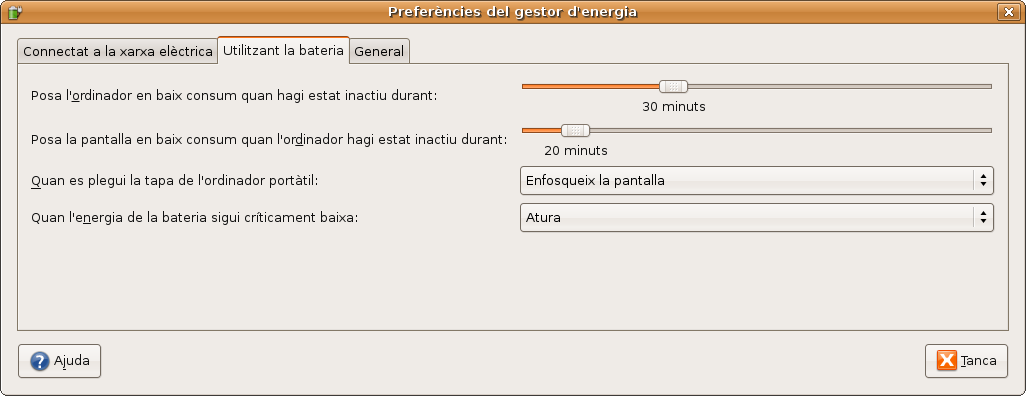 Preferències del gestor d'energia
Connectat a la xarxa elèctrica Utilitzant la bateria General
Posa l'ordinador en baix consum quan hagi estat inactiu durant:
30 minuts
Posa la pantalla en baix consum quan l'ordinador hagi estat inactiu durant:
20 minuts
Quan es plegui la tapa de l'ordinador portàtil: Enfosqueix la pantalla
Quan l'energia de la bateria sigui críticament baixa: Atura
Ajuda Tanca